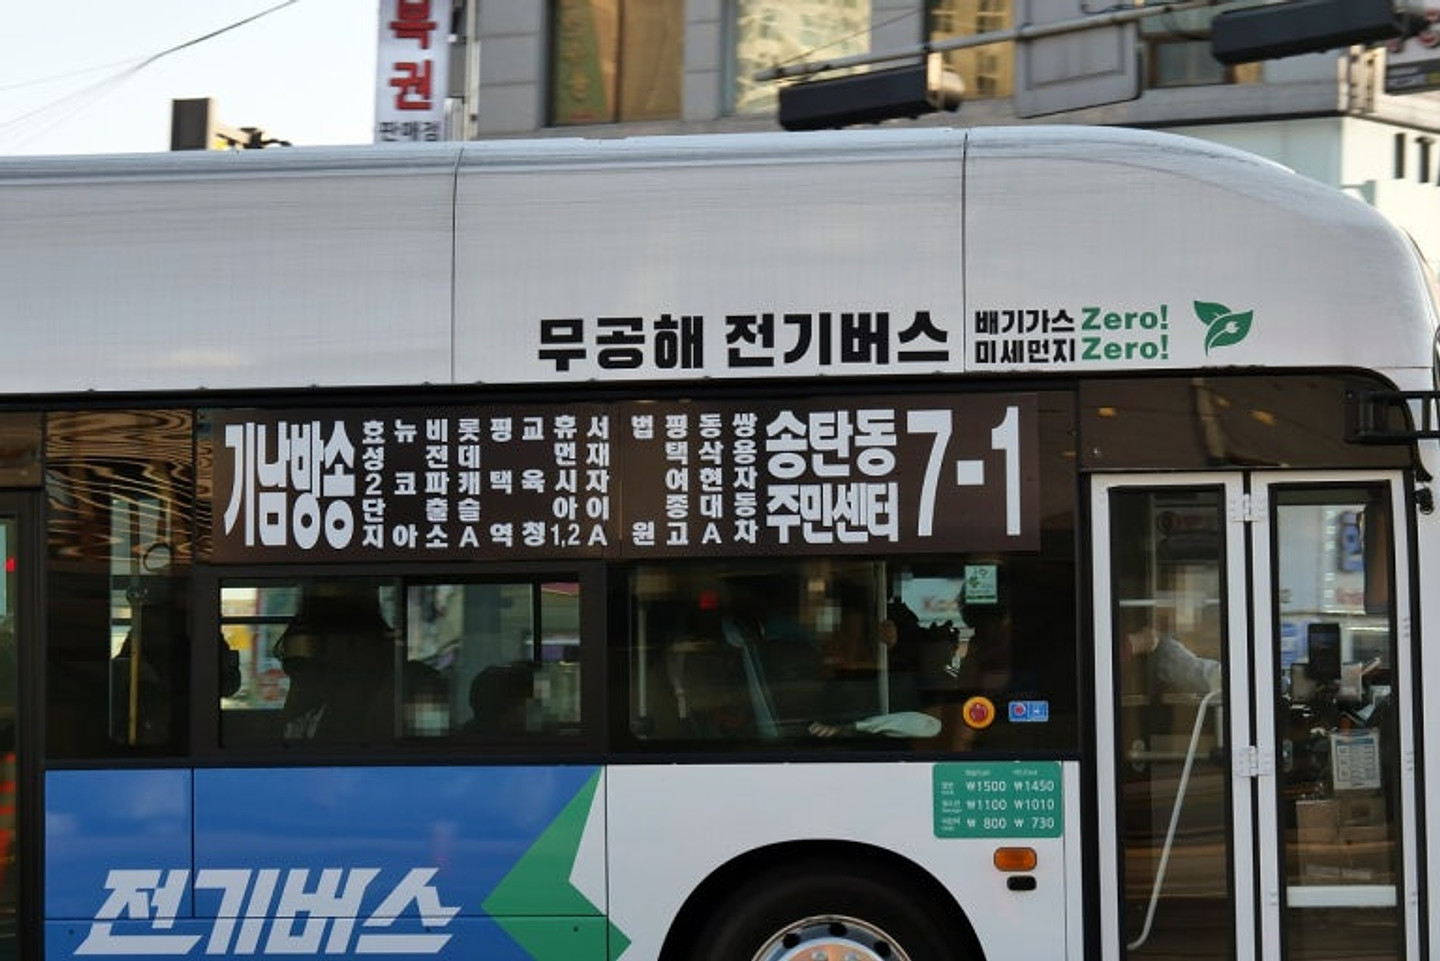 복권
판매점
무공해 전기버스
배기가스 Zero!
미세먼지 Zero!
기남방송
효성2단지
뉴코아
비전파출소
롯데캐슬A
평택역
교육청
휴먼시아1,2
서재자이A
법원
평택여종고
동삭현대A
쌍용자동차
송탄동
주민센터
7-1
₩1500 ₩1450
₩1100 ₩1010
₩ 800 ₩ 730
전기버스